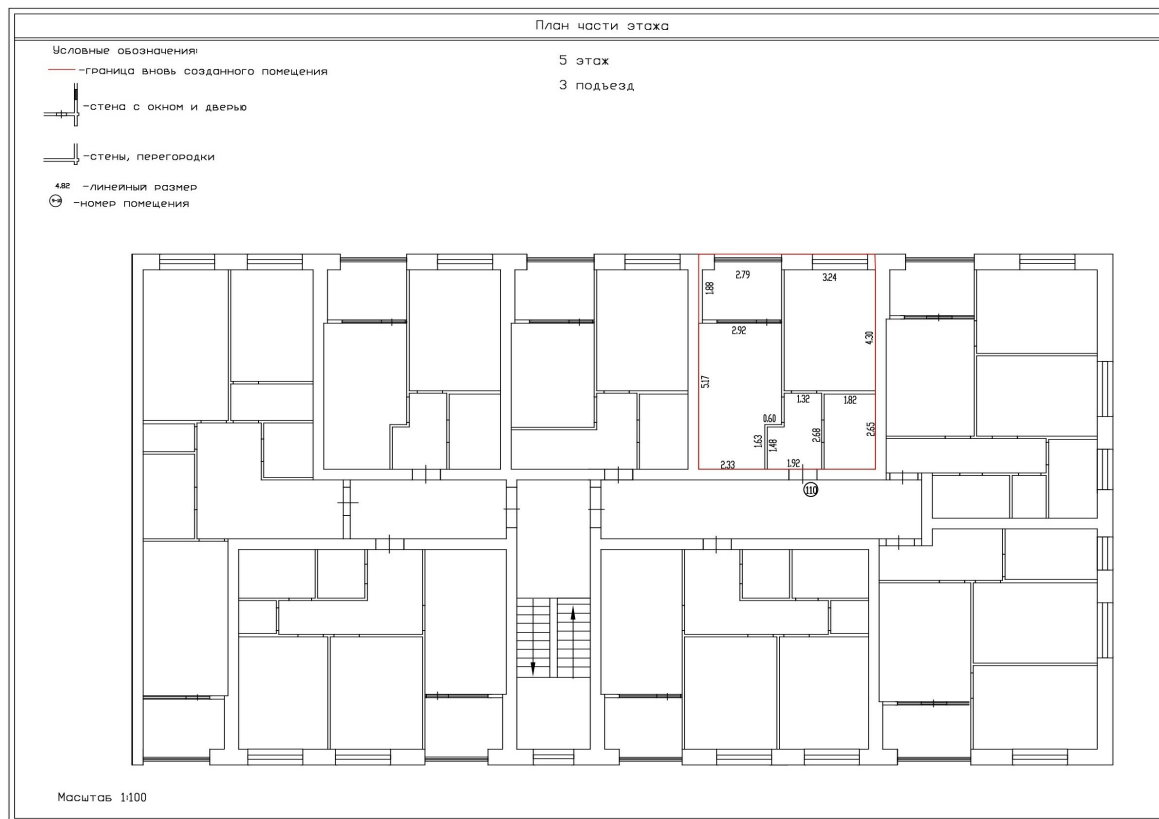 План части этажа
Условные обозначения:
5 этаж
-граница вновь созданного помещения
3 подъезд
-стена с окном и дверью
-стены, перегородки
4.82 -линейный размер
-номер помещения
2.79
3.24
1.88
2.92
4.30
5.17
1.32
1.82
0.60
1.63
1.48
2.68
2.65
2.33
1.92
110
Масштаб 1:100